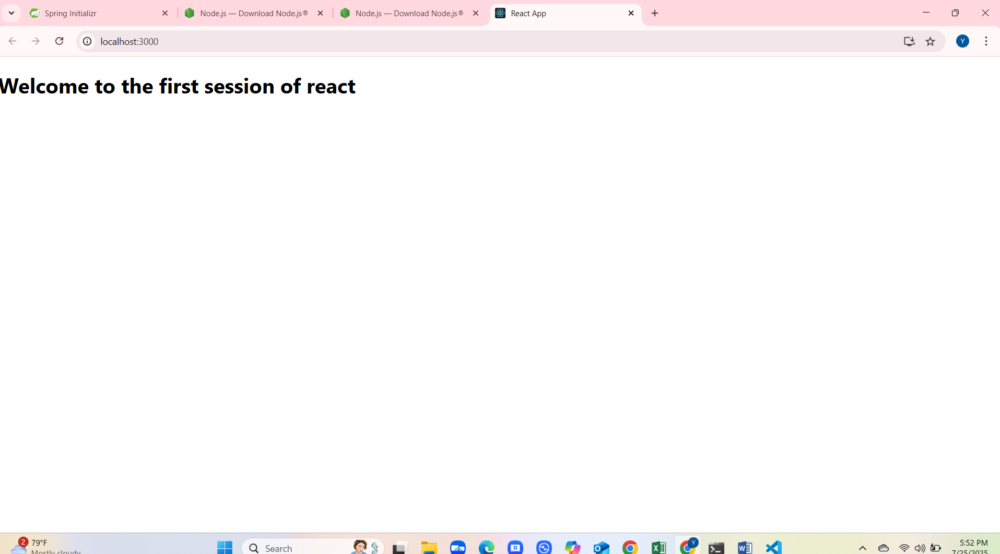 Spring Initializr
Node.js — Download Node.js®
Node.js — Download Node.js®
React App
localhost:3000
Y
Welcome to the first session of react
2
79°F
Mostly cloudy
Search
Y
5:52 PM
7/25/2025